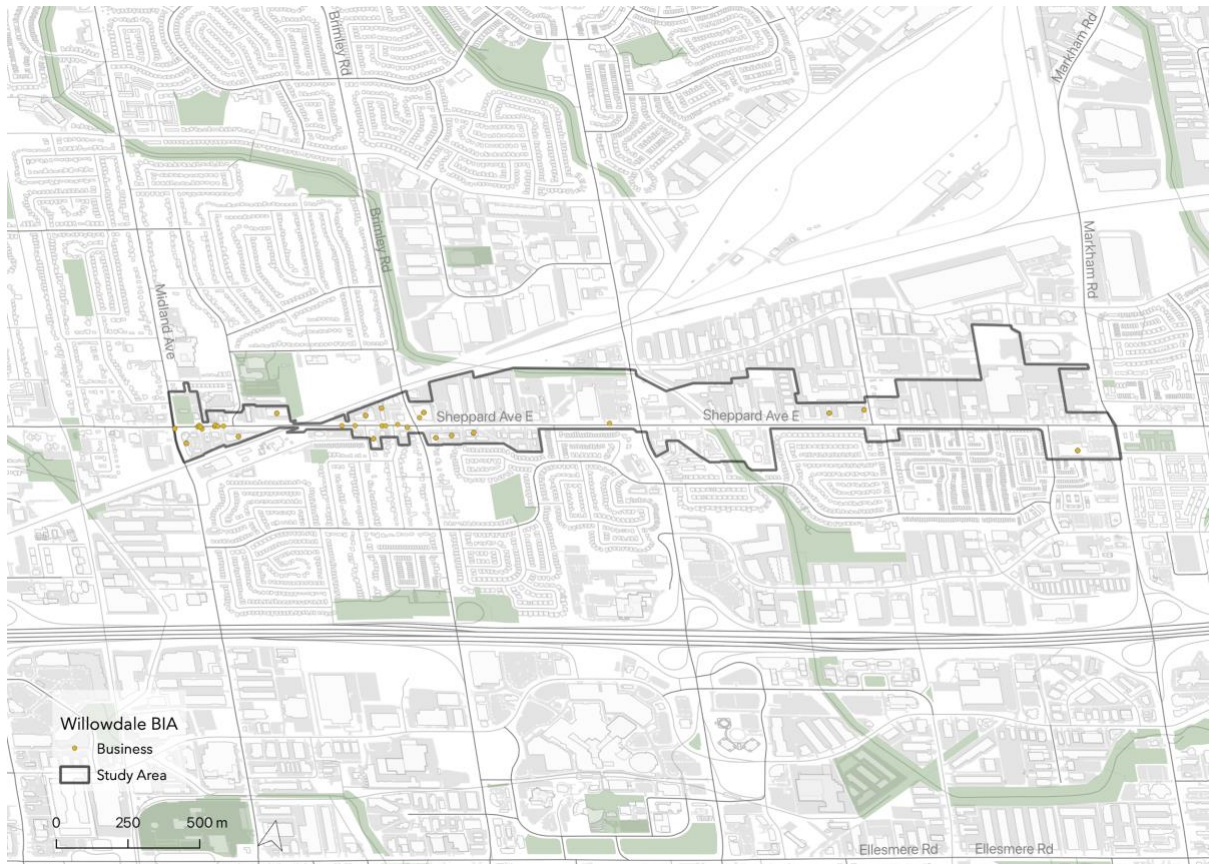 Brimley Rd
Markham Rd
Brimley Rd
Markham Rd
Midland Ave
Sheppard Ave E
Sheppard Ave E
Willowdale BIA
Business
Study Area
0 250 500 m
Ellesmere Rd
Ellesmere Rd